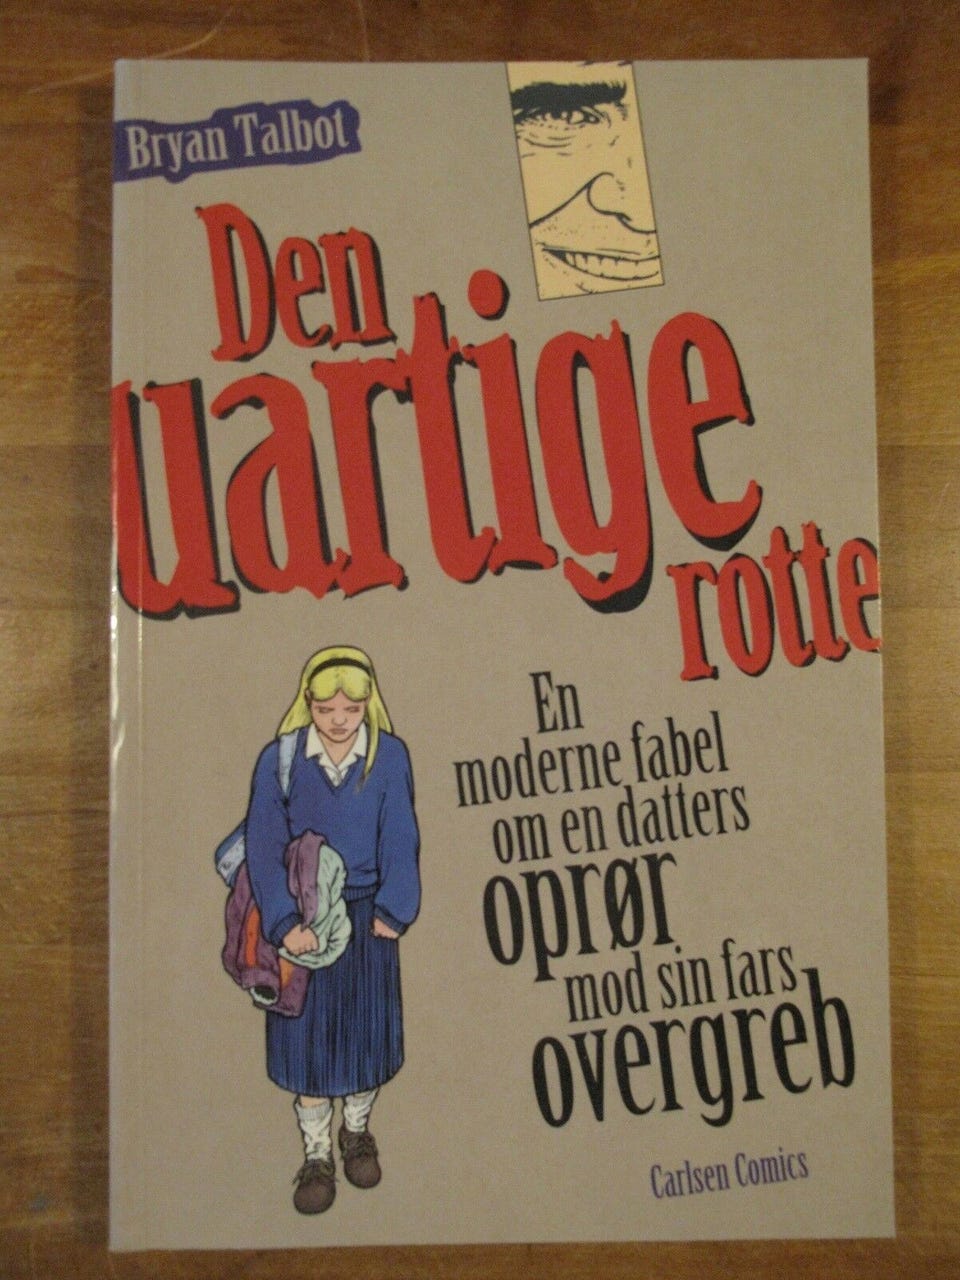 Bryan Talbot
Den
uartige
rotte
En
moderne fabel
om en datters
oprør
mod sin fars
overgreb
Carlsen Comics